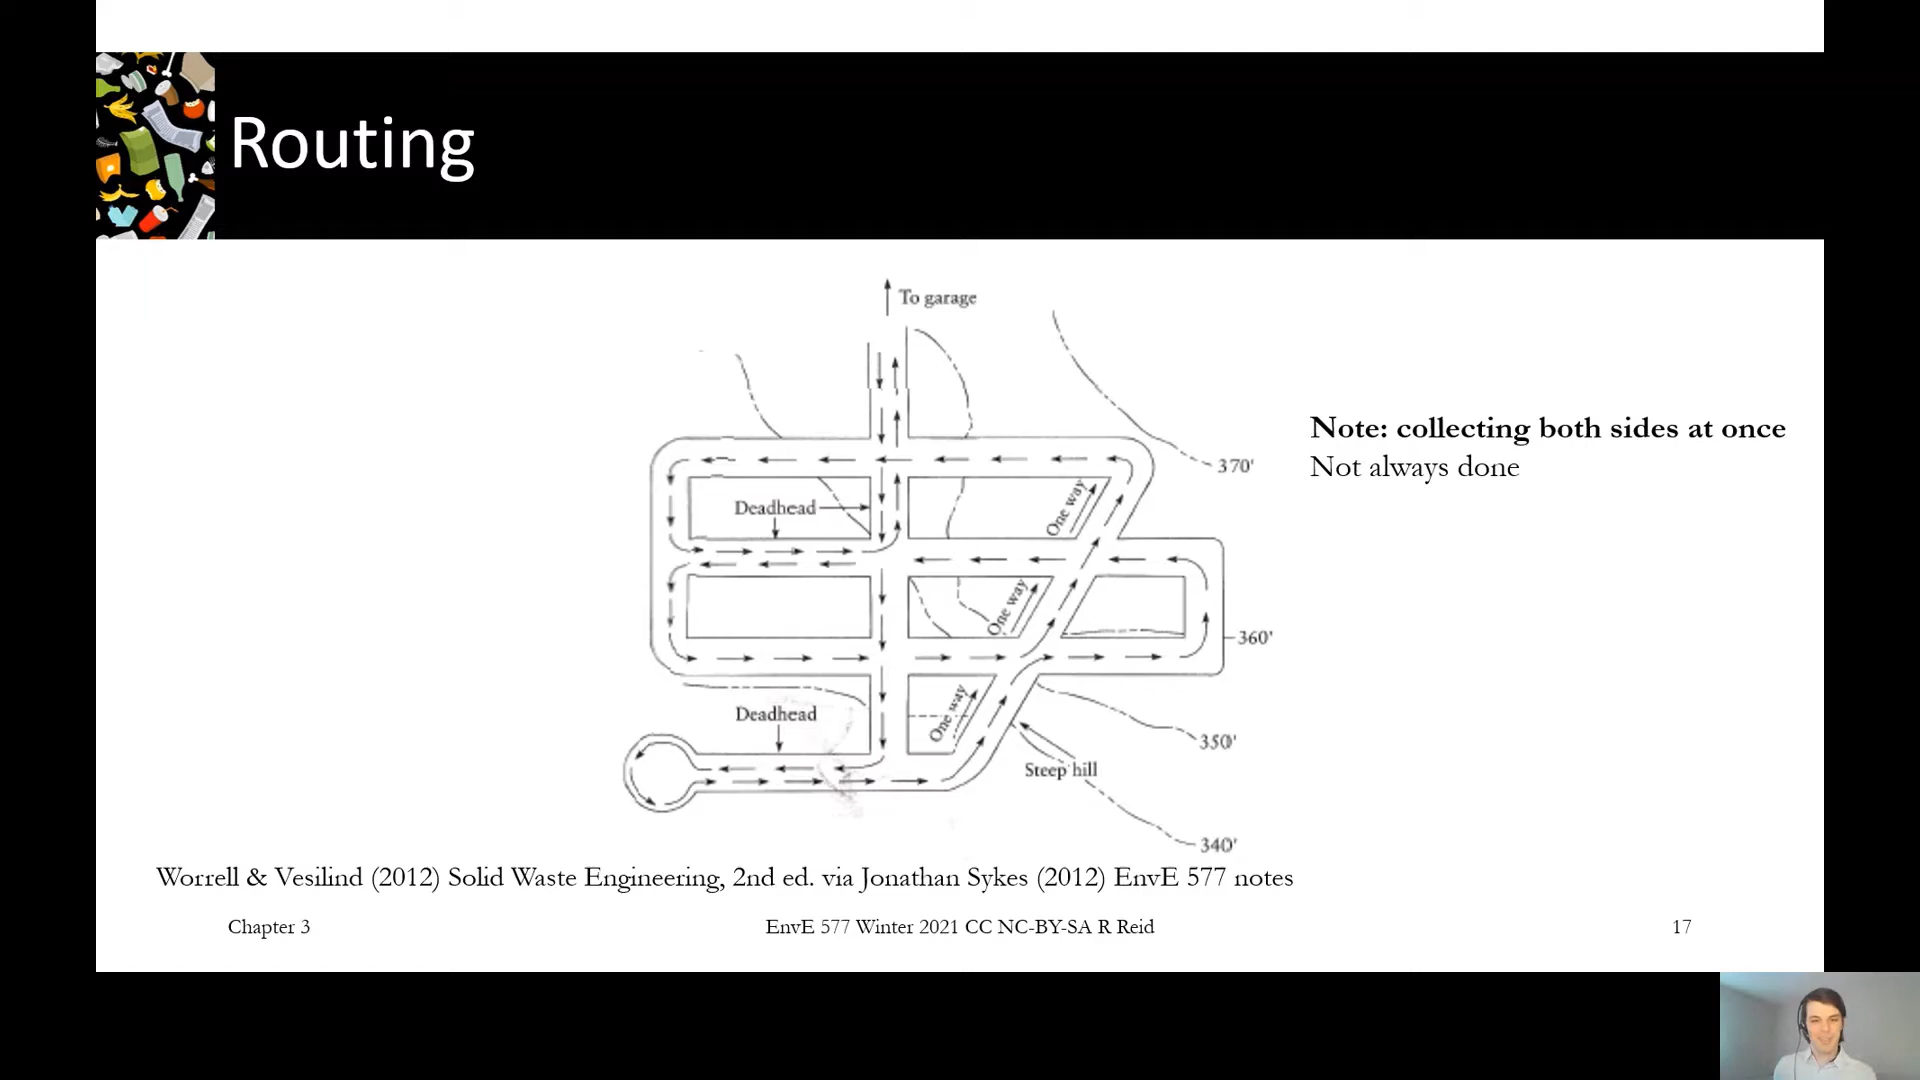 Routing
To garage
370'
Note: collecting both sides at once
Not always done
Deadhead
One way
One way
360'
One way
Deadhead
350'
Steep hill
340'
Worrell & Vesilind (2012) Solid Waste Engineering, 2nd ed. via Jonathan Sykes (2012) EnvE 577 notes
Chapter 3
EnvE 577 Winter 2021 CC NC-BY-SA R Reid
17